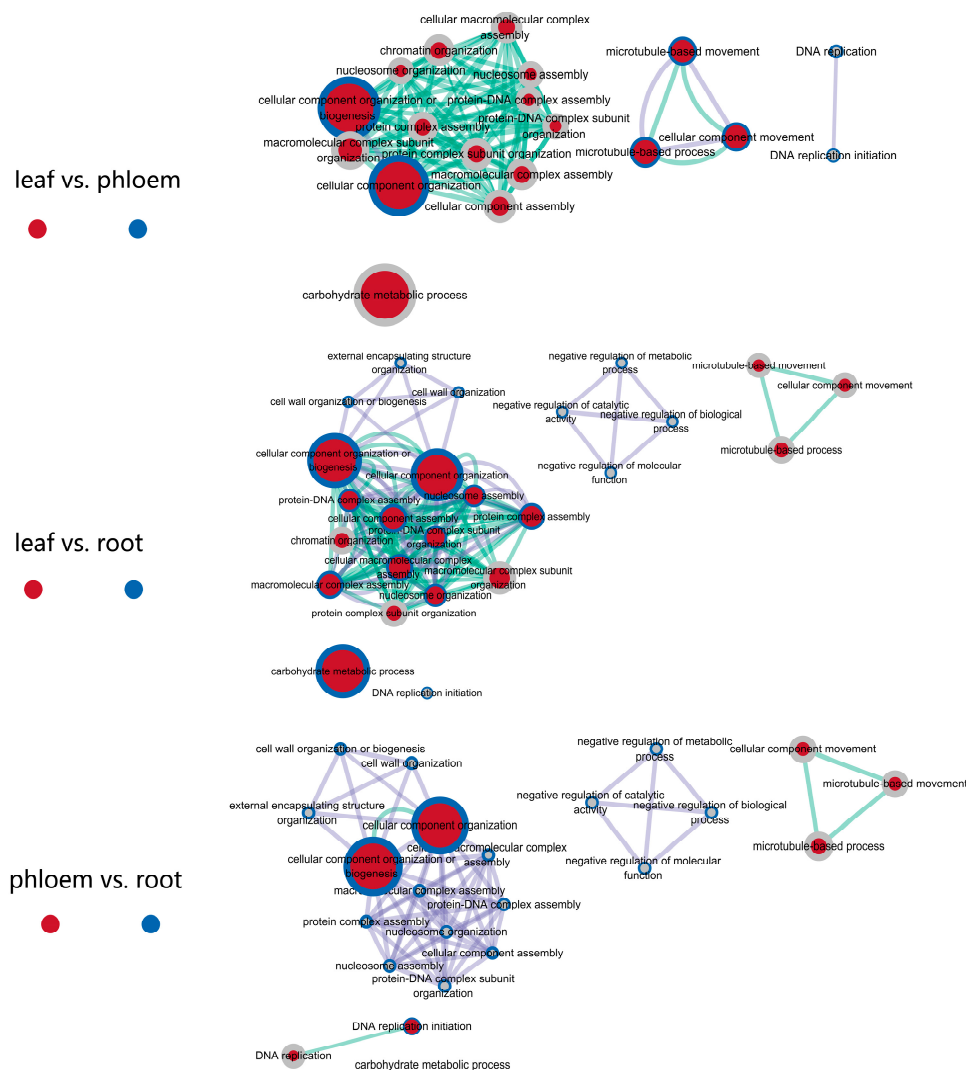 cellular macromolecular complex
assembly
chromatin organization
microtubule-based movement
DNA replication
nucleosome organization
nucleosome assembly
cellular component organization or
biogenesis
protein-DNA complex assembly
protein-DNA complex subunit
organization
protein complex assembly
cellular component movement
macromolecular complex subunit
organization
protein complex subunit organization
microtubule-based process
DNA replication initiation
macromolecular complex assembly
leaf vs. phloem
cellular component organization
cellular component assembly
carbohydrate metabolic process
external encapsulating structure
organization
cell wall organization
cell wall organization or biogenesis
negative regulation of metabolic
process
negative regulation of catalytic
activity
negative regulation of biological
process
negative regulation of molecular
function
microtubule-based movement
cellular component movement
microtubule-based process
cellular component organization or
biogenesis
cellular component organization
nucleosome assembly
protein-DNA complex assembly
cellular component assembly
protein complex assembly
protein-DNA complex subunit
organization
chromatin organization
leaf vs. root
cellular macromolecular complex
assembly
macromolecular complex subunit
organization
macromolecular complex assembly
nucleosome organization
protein complex subunit organization
carbohydrate metabolic process
DNA replication initiation
cell wall organization or biogenesis
cell wall organization
external encapsulating structure
organization
negative regulation of metabolic
process
negative regulation of catalytic
activity
negative regulation of biological
process
negative regulation of molecular
function
cellular component movement
microtubule-based movement
microtubule-based process
cellular component organization
cellular macromolecular complex
assembly
cellular component organization or
biogenesis
phloem vs. root
macromolecular complex assembly
protein-DNA complex assembly
protein complex assembly
nucleosome organization
cellular component assembly
nucleosome assembly
protein-DNA complex subunit
organization
DNA replication initiation
DNA replication
carbohydrate metabolic process